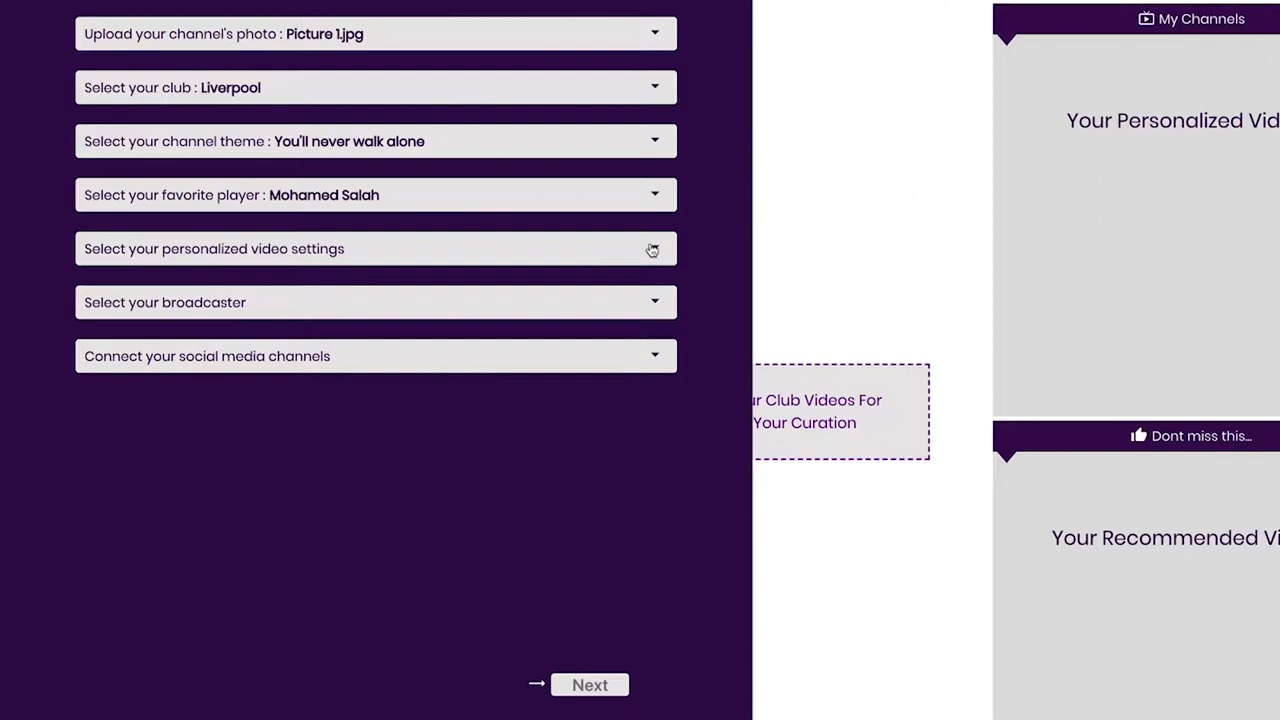 Upload your channel's photo : Picture 1.jpg
Select your club : Liverpool
Select your channel theme : You'll never walk alone
Select your favorite player : Mohamed Salah
Select your personalized video settings
Select your broadcaster
Connect your social media channels
Next
Club Videos For
Your Curation
My Channels
Your Personalized
Dont miss this...
Your Recommended